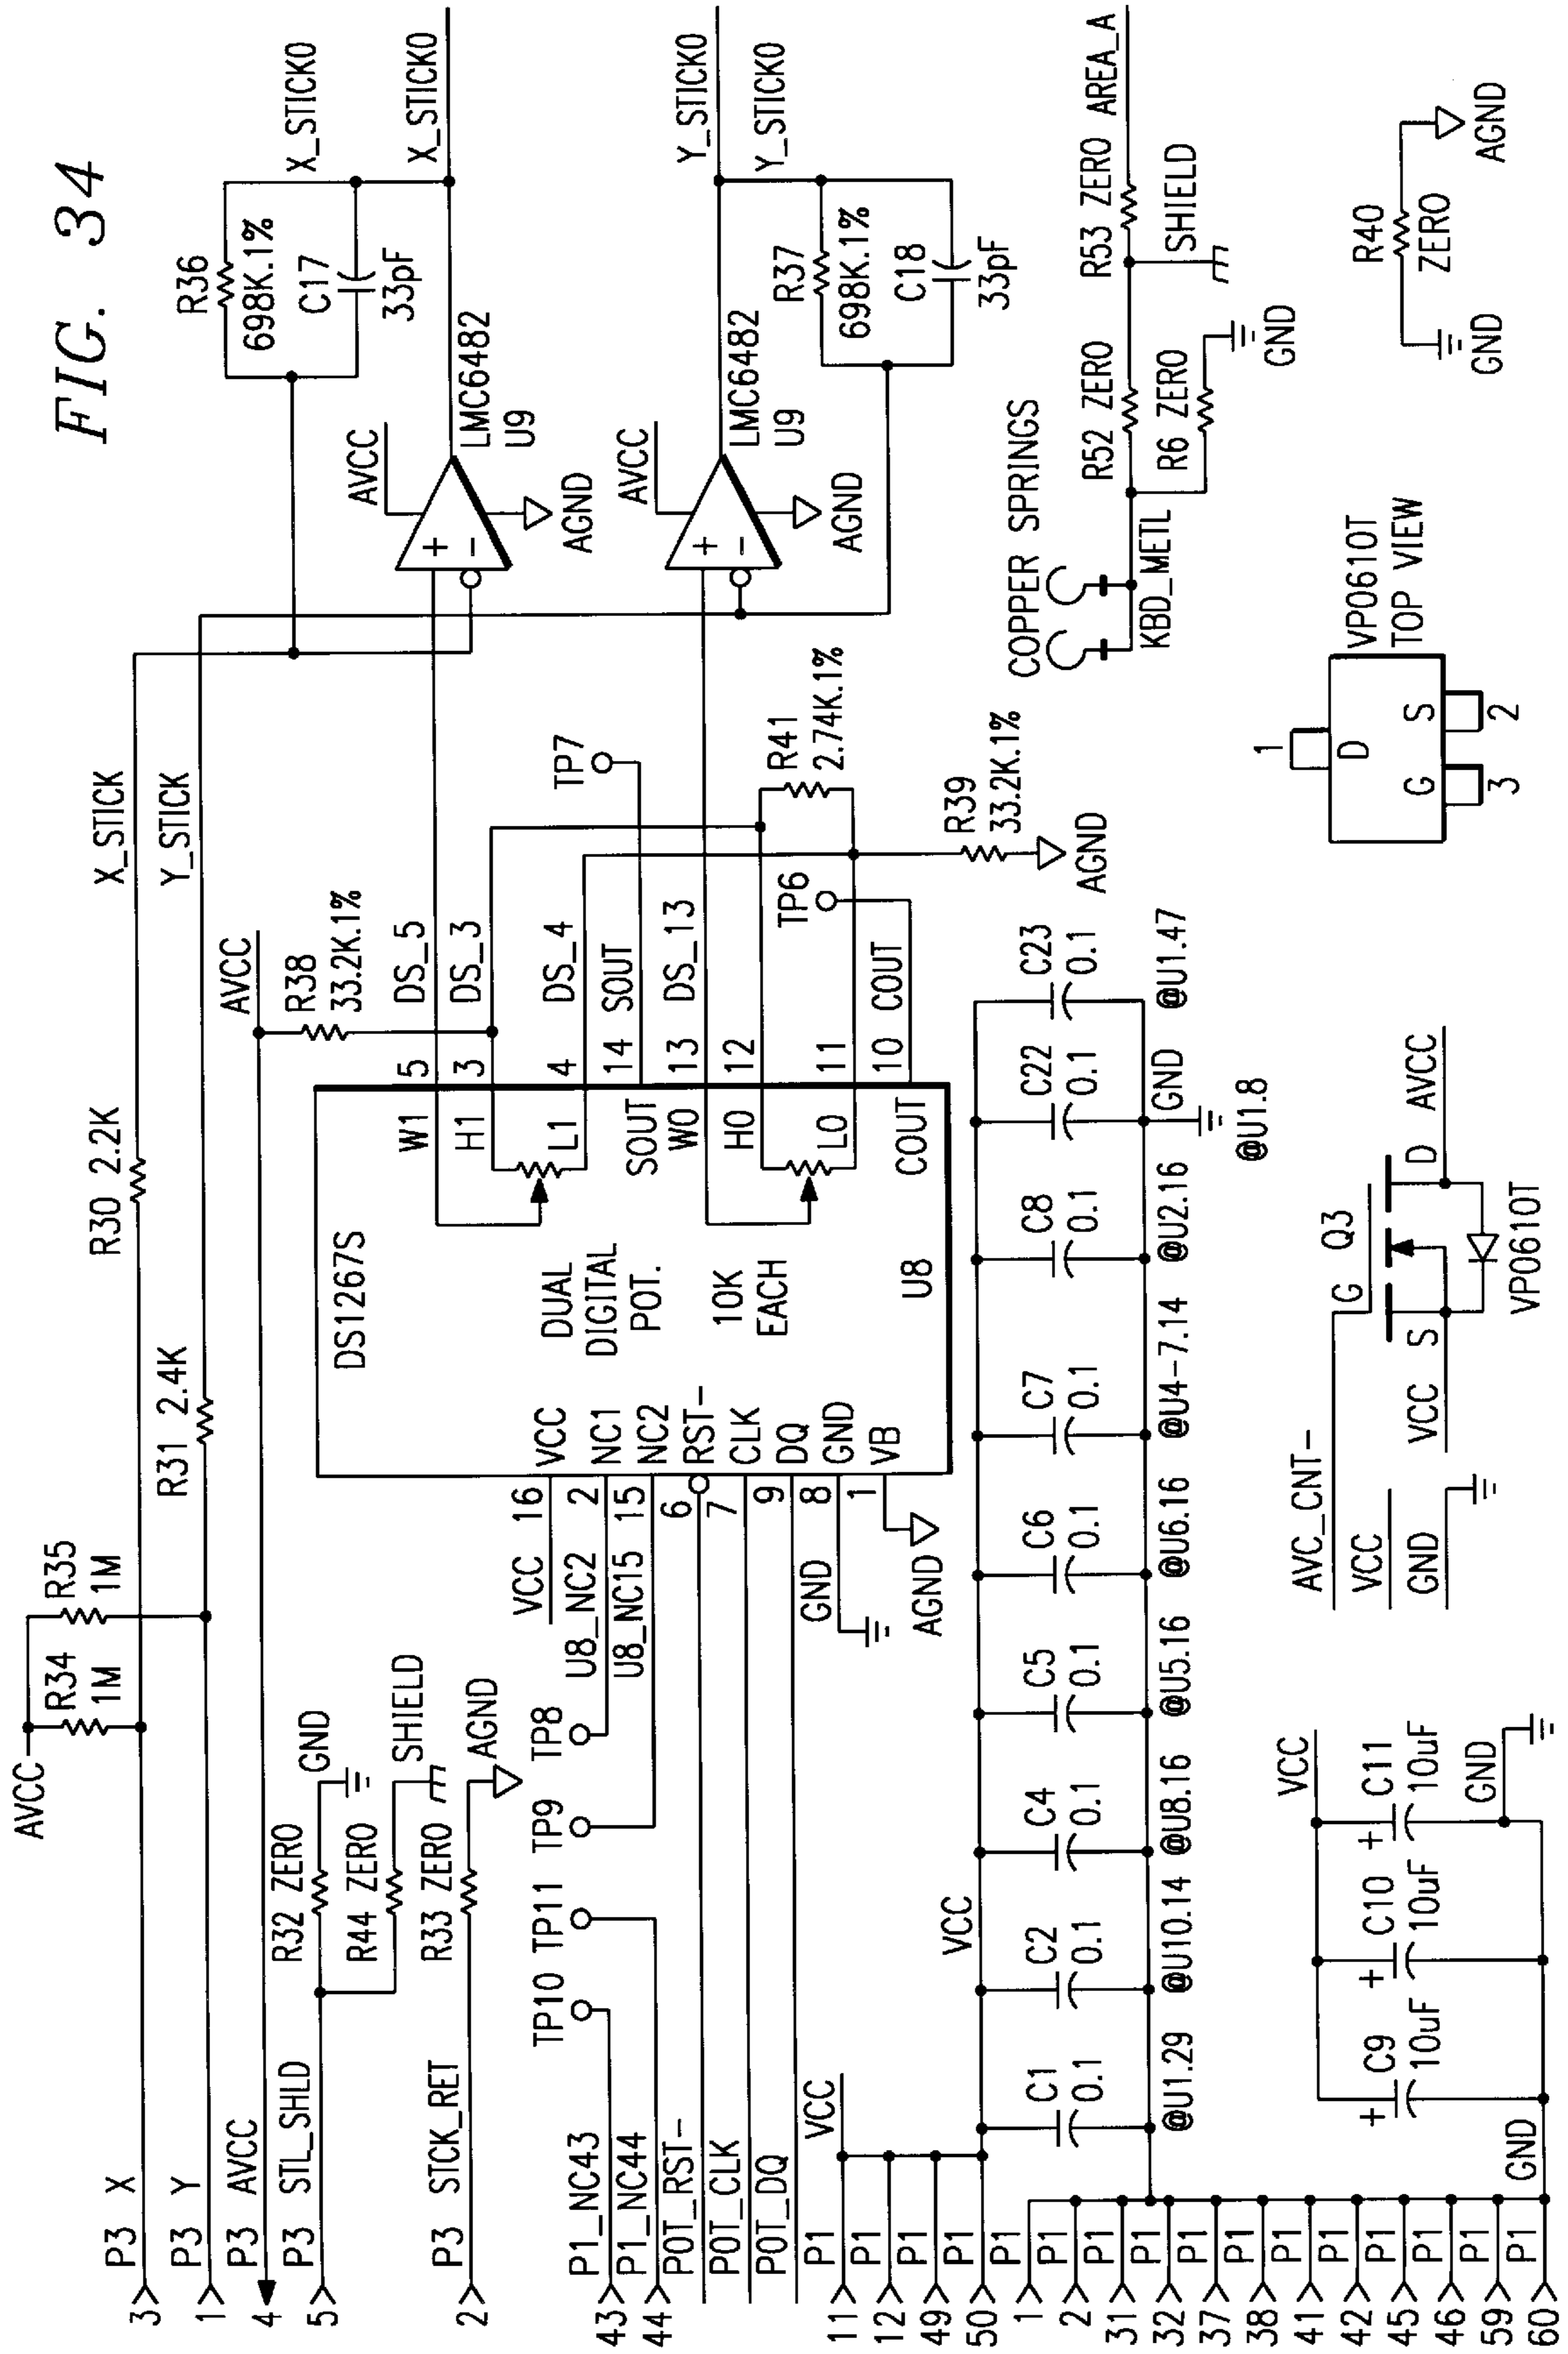 FIG. 34
AVCC
R34
1M
R35
1M
R31 2.4K
R30 2.2K
X_STICK
Y_STICK
R36
698K.1%
C17
33pF
X_STICK0
X_STICK0
P3 X
3
P3 Y
1
P3 AVCC
4
P3 STL_SHLD
5
P3 STCK_RET
2
R32 ZERO
GND
R44 ZERO
SHIELD
R33 ZERO
AGND
AVCC
R38
33.2K.1%
AVCC
+
-
LMC6482
U9
AGND
DS1267S
DUAL
DIGITAL
POT.
10K
EACH
U8
VCC
NC1
NC2
RST-
CLK
DQ
GND
VB
W1
H1
L1
SOUT
W0
H0
L0
COUT
VCC 16
U8_NC2 2
U8_NC15 15
6
7
9
GND 8
1
AGND
5 DS_5
3 DS_3
4 DS_4
14 SOUT
13 DS_13
12
11
10 COUT
TP7
TP6
R41
2.74K.1%
R39
33.2K.1%
AGND
AVCC
+
-
LMC6482
U9
AGND
Y_STICK0
Y_STICK0
R37
698K.1%
C18
33pF
TP10
TP11
TP9
TP8
P1_NC43
43
P1_NC44
44
POT_RST-
POT_CLK
POT_DQ
P1
11
VCC
P1
12
P1
49
P1
50
P1
1
P1
2
P1
31
P1
32
P1
37
P1
38
P1
41
P1
42
P1
45
P1
46
P1
59
P1
60
GND
VCC
C1
0.1
@U1.29
C2
0.1
@U10.14
C4
0.1
@U8.16
C5
0.1
@U5.16
C6
0.1
@U6.16
C7
0.1
@U4-7.14
C8
0.1
@U2.16
C22
0.1
GND
@U1.8
C23
0.1
@U1.47
COPPER SPRINGS
KBD_METL
R52 ZERO
R6 ZERO
GND
R53 ZERO
AREA_A
SHIELD
VCC
+
C9
10uF
+
C10
10uF
+
C11
10uF
GND
AVC_CNT-
VCC
GND
G
Q3
S
D
VCC
AVCC
VP0610T
1
D
G
S
3
2
VP0610T
TOP VIEW
R40
ZERO
GND
AGND